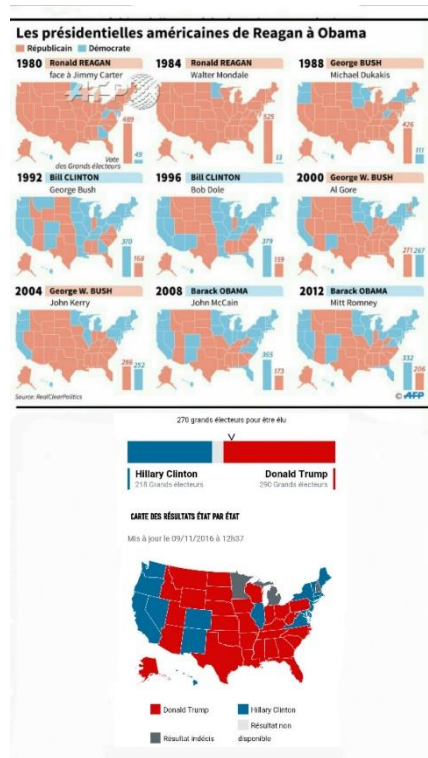 Les présidentielles américaines de Reagan à Obama
Républicain Démocrate
1980 Ronald REAGAN
face à Jimmy Carter
AFP
489
49
Vote
des Grands électeurs
1984 Ronald REAGAN
Walter Mondale
525
13
1988 George BUSH
Michael Dukakis
426
111
1992 Bill CLINTON
George Bush
370
168
1996 Bill CLINTON
Bob Dole
379
159
2000 George W. BUSH
Al Gore
271 267
2004 George W. BUSH
John Kerry
286 252
2008 Barack OBAMA
John McCain
365
173
2012 Barack OBAMA
Mitt Romney
332
206
Source: RealClearPolitics
© AFP
270 grands électeurs pour être élu
Hillary Clinton Donald Trump
218 Grands électeurs 290 Grands électeurs
CARTE DES RÉSULTATS ÉTAT PAR ÉTAT
Mis à jour le 09/11/2016 à 12h37
Donald Trump Hillary Clinton
Résultat non
Résultat indécis disponible